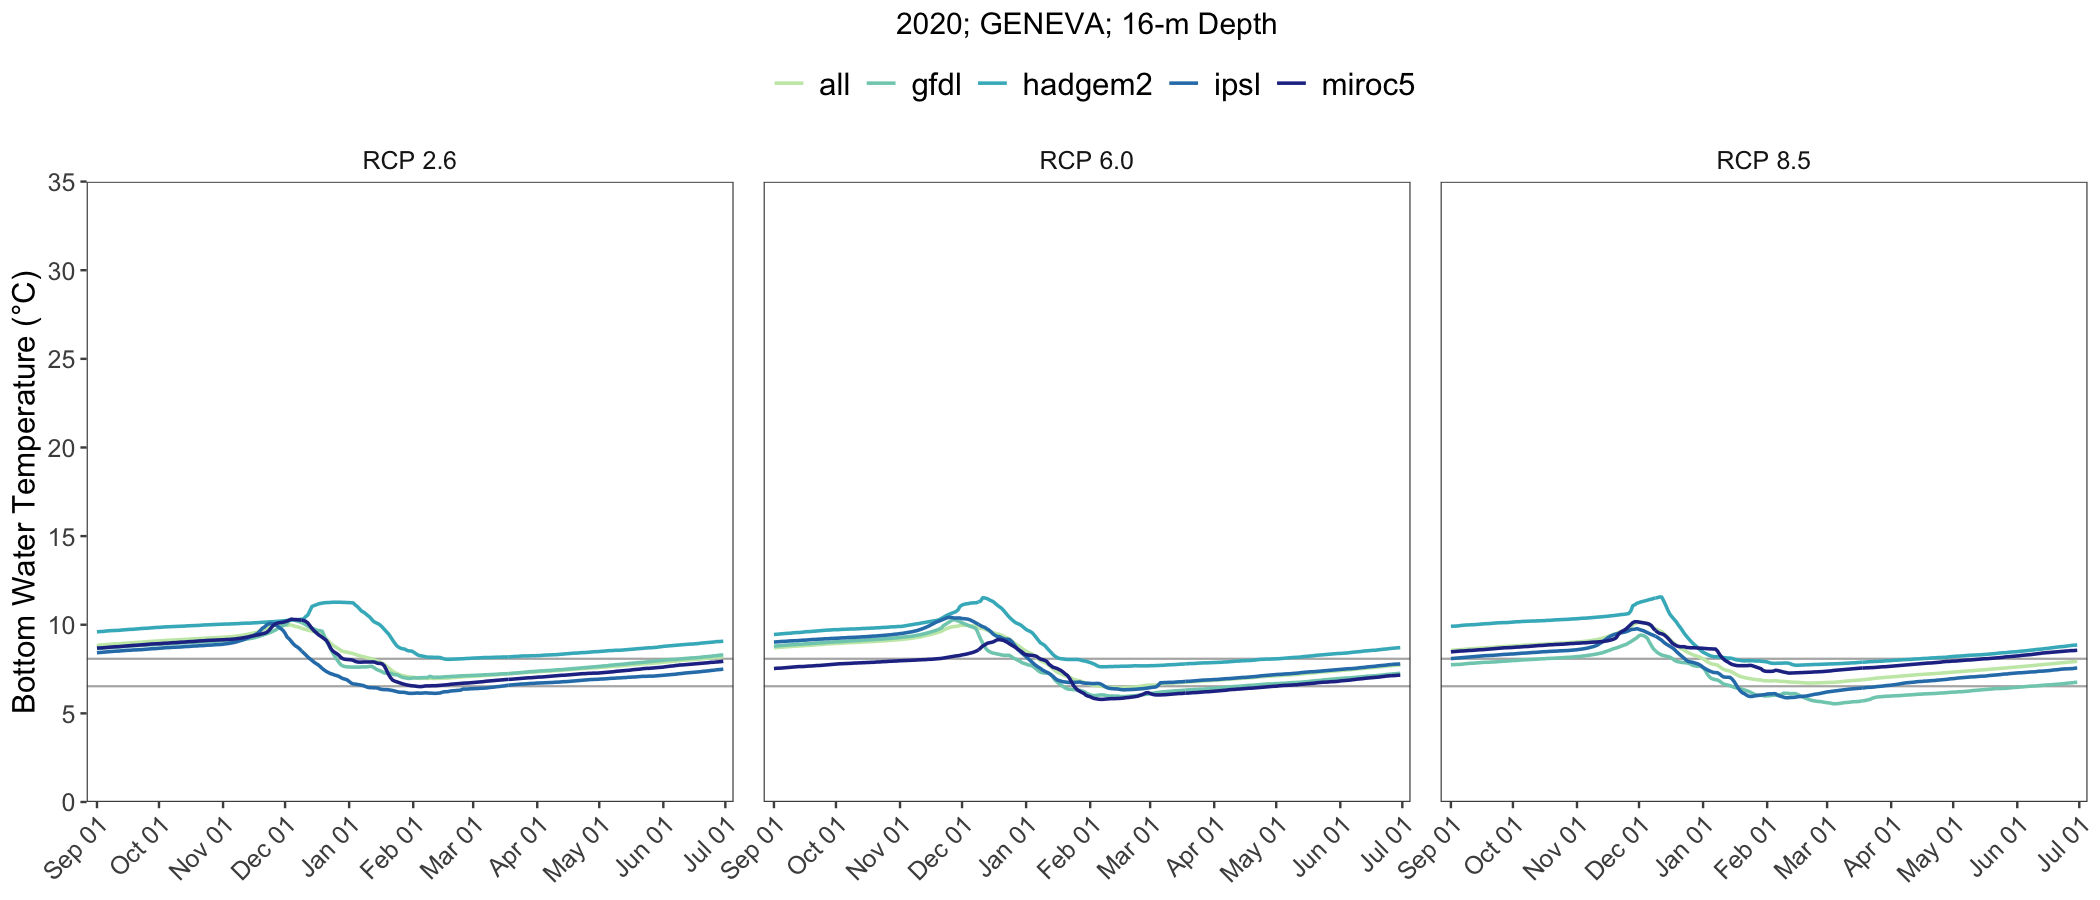 2020; GENEVA; 16-m Depth
all gfdl hadgem2 ipsl miroc5
RCP 2.6 RCP 6.0 RCP 8.5
Bottom Water Temperature (°C)
35
30
25
20
15
10
5
0
Sep 01 Oct 01 Nov 01 Dec 01 Jan 01 Feb 01 Mar 01 Apr 01 May 01 Jun 01 Jul 01 Sep 01 Oct 01 Nov 01 Dec 01 Jan 01 Feb 01 Mar 01 Apr 01 May 01 Jun 01 Jul 01 Sep 01 Oct 01 Nov 01 Dec 01 Jan 01 Feb 01 Mar 01 Apr 01 May 01 Jun 01 Jul 01